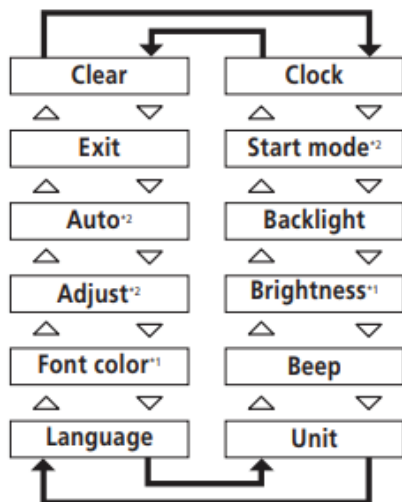 Clear
Exit
Auto*2
Adjust*2
Font color*1
Language
Clock
Start mode*2
Backlight
Brightness*1
Beep
Unit